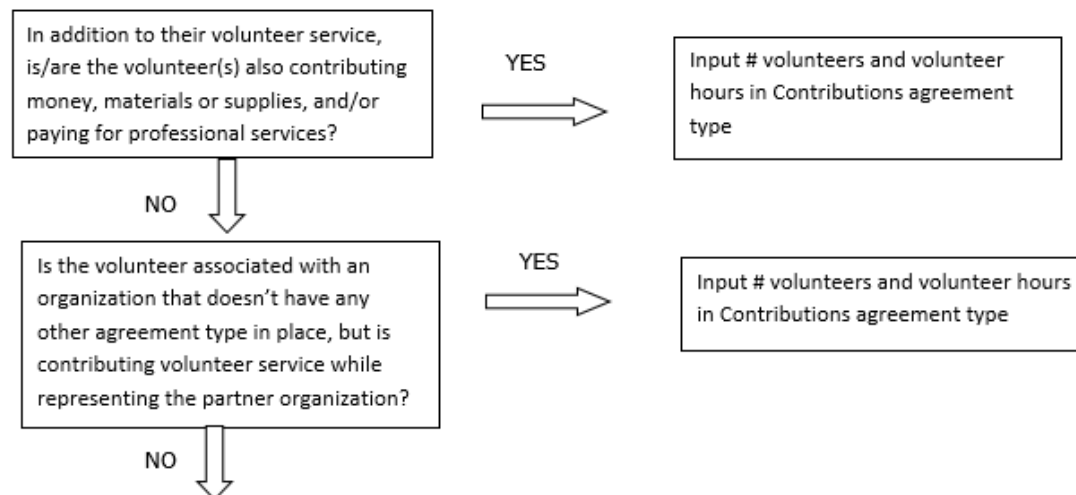 In addition to their volunteer service,
is/are the volunteer(s) also contributing
money, materials or supplies, and/or
paying for professional services?
YES
Input # volunteers and volunteer
hours in Contributions agreement
type
NO
Is the volunteer associated with an
organization that doesn’t have any
other agreement type in place, but is
contributing volunteer service while
representing the partner organization?
YES
Input # volunteers and volunteer hours
in Contributions agreement type
NO